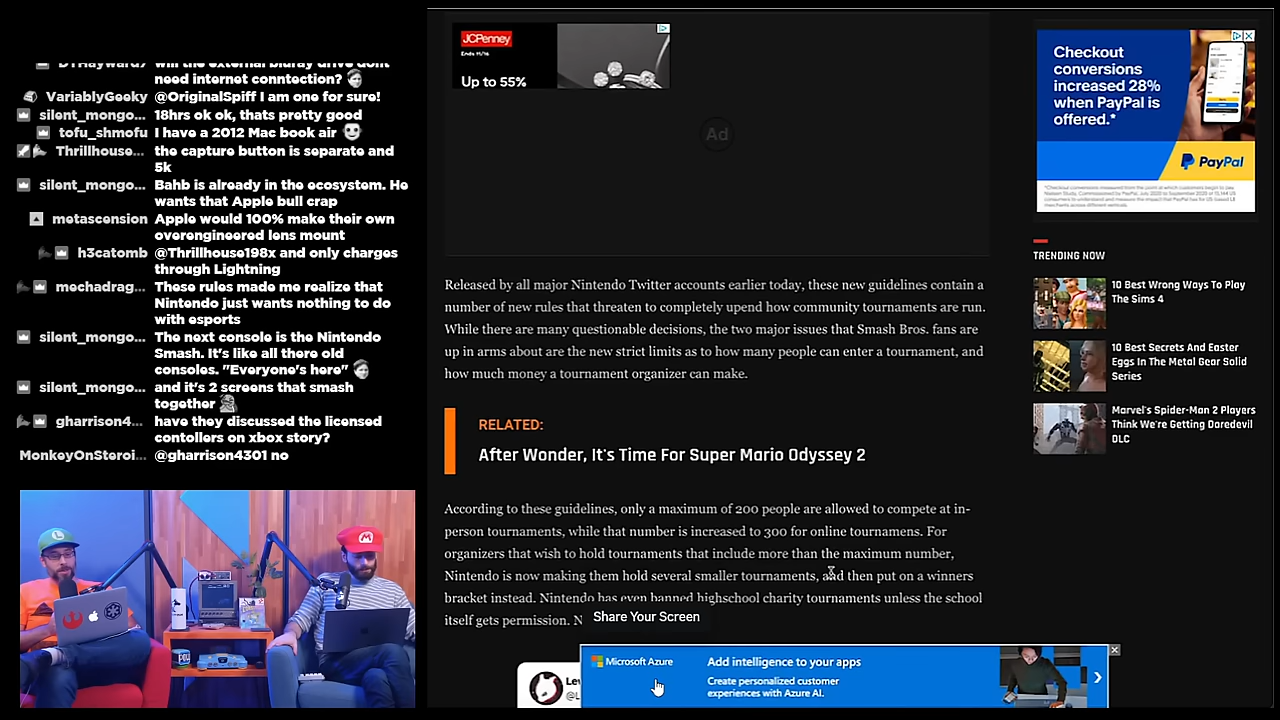 need internet conntection?
VariablyGeeky @OriginalSpiff I am one for sure!
silent_mongo... 18hrs ok ok, thats pretty good
tofu_shmofu I have a 2012 Mac book air
Thrillhouse... the capture button is separate and
5k
silent_mongo... Bahb is already in the ecosystem. He
wants that Apple bull crap
metascension Apple would 100% make their own
overengineered lens mount
h3catomb @Thrillhouse198x and only charges
through Lightning
mechadrag... These rules made me realize that
Nintendo just wants nothing to do
with esports
silent_mongo... The next console is the Nintendo
Smash. It's like all there old
consoles. "Everyone's here"
silent_mongo... and it's 2 screens that smash
together
gharrison4... have they discussed the licensed
contollers on xbox story?
MonkeyOnSteroi... @gharrison4301 no
JCPenney
Ends 11/16
Up to 55%
Ad
Released by all major Nintendo Twitter accounts earlier today, these new guidelines contain a
number of new rules that threaten to completely upend how community tournaments are run.
While there are many questionable decisions, the two major issues that Smash Bros. fans are
up in arms about are the new strict limits as to how many people can enter a tournament, and
how much money a tournament organizer can make.
RELATED:
After Wonder, It's Time For Super Mario Odyssey 2
According to these guidelines, only a maximum of 200 people are allowed to compete at in-
person tournaments, while that number is increased to 300 for online tournamens. For
organizers that wish to hold tournaments that include more than the maximum number,
Nintendo is now making them hold several smaller tournaments, and then put on a winners
bracket instead. Nintendo has even banned highschool charity tournaments unless the school
itself gets permission. N
Share Your Screen
Lev
@L
Microsoft Azure
Add intelligence to your apps
Create personalized customer
experiences with Azure AI.
Checkout
conversions
increased 28%
when PayPal is
offered.*
PayPal
TRENDING NOW
10 Best Wrong Ways To Play
The Sims 4
10 Best Secrets And Easter
Eggs In The Metal Gear Solid
Series
Marvel's Spider-Man 2 Players
Think We're Getting Daredevil
DLC